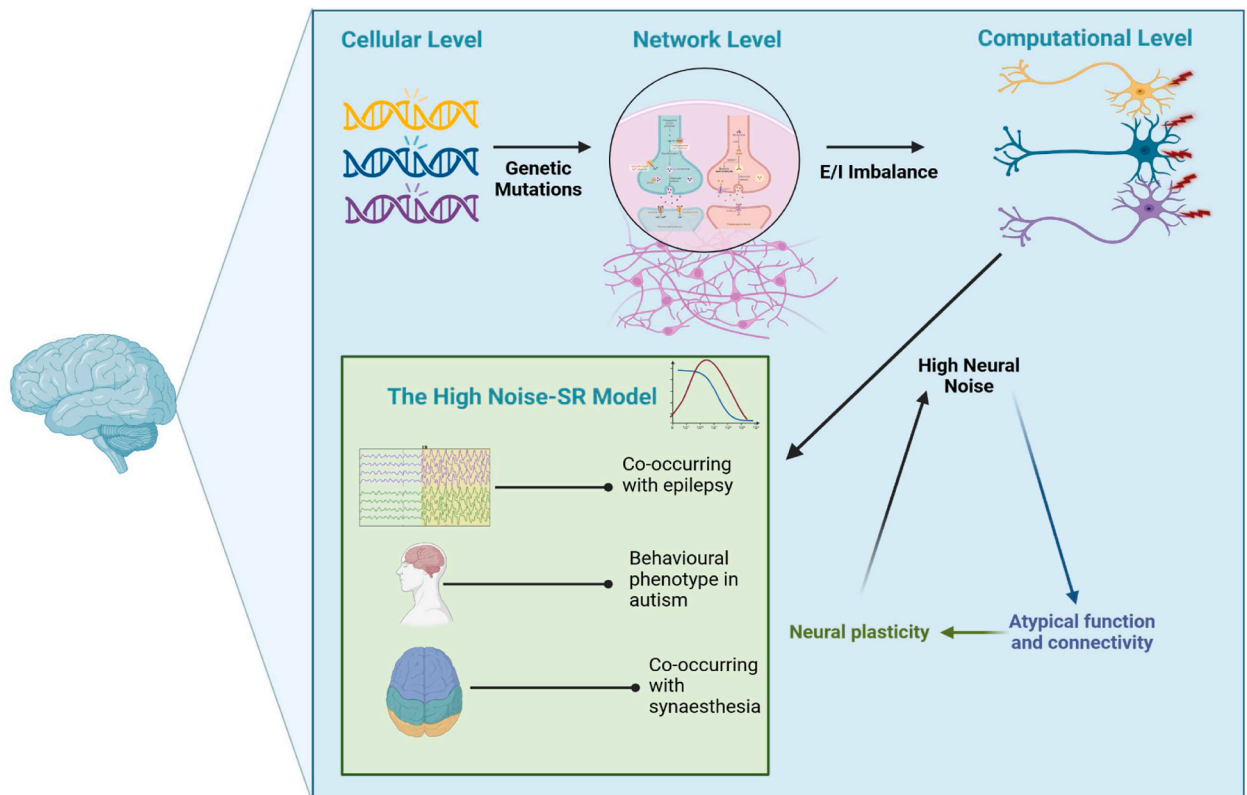 Cellular Level
Network Level
Computational Level
Genetic
Mutations
E/I Imbalance
The High Noise-SR Model
High Neural
Noise
Co-occurring
with epilepsy
Behavioural
phenotype in
autism
Neural plasticity
Atypical function
and connectivity
Co-occurring
with
synaesthesia